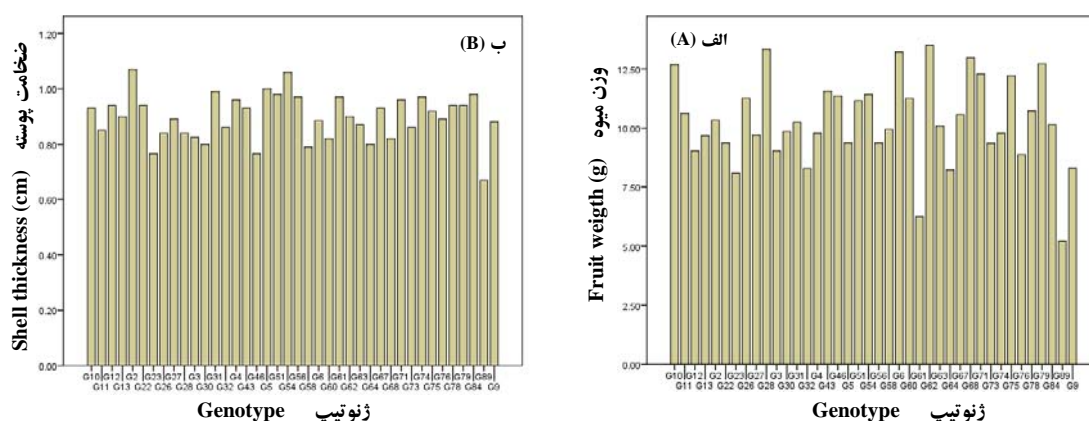 ب (B)
ضخامت پوسته
Shell thickness (cm)
1.20
1.00
0.80
0.60
0.40
0.20
0.00
G10 G12 G2 G23 G27 G3 G31 G4 G46 G51 G56 G6 G61 G63 G67 G71 G74 G76 G79 G89
G11 G13 G22 G26 G28 G30 G32 G43 G5 G54 G58 G60 G62 G64 G68 G73 G75 G78 G84 G9
Genotype ژنوتیپ
الف (A)
وزن میوه
Fruit weigth (g)
12.50
10.00
7.50
5.00
2.50
0.00
G10 G12 G2 G23 G27 G3 G31 G4 G46 G51 G56 G6 G61 G63 G67 G71 G74 G76 G79 G89
G11 G13 G22 G26 G28 G30 G32 G43 G5 G54 G58 G60 G62 G64 G68 G73 G75 G78 G84 G9
Genotype ژنوتیپ